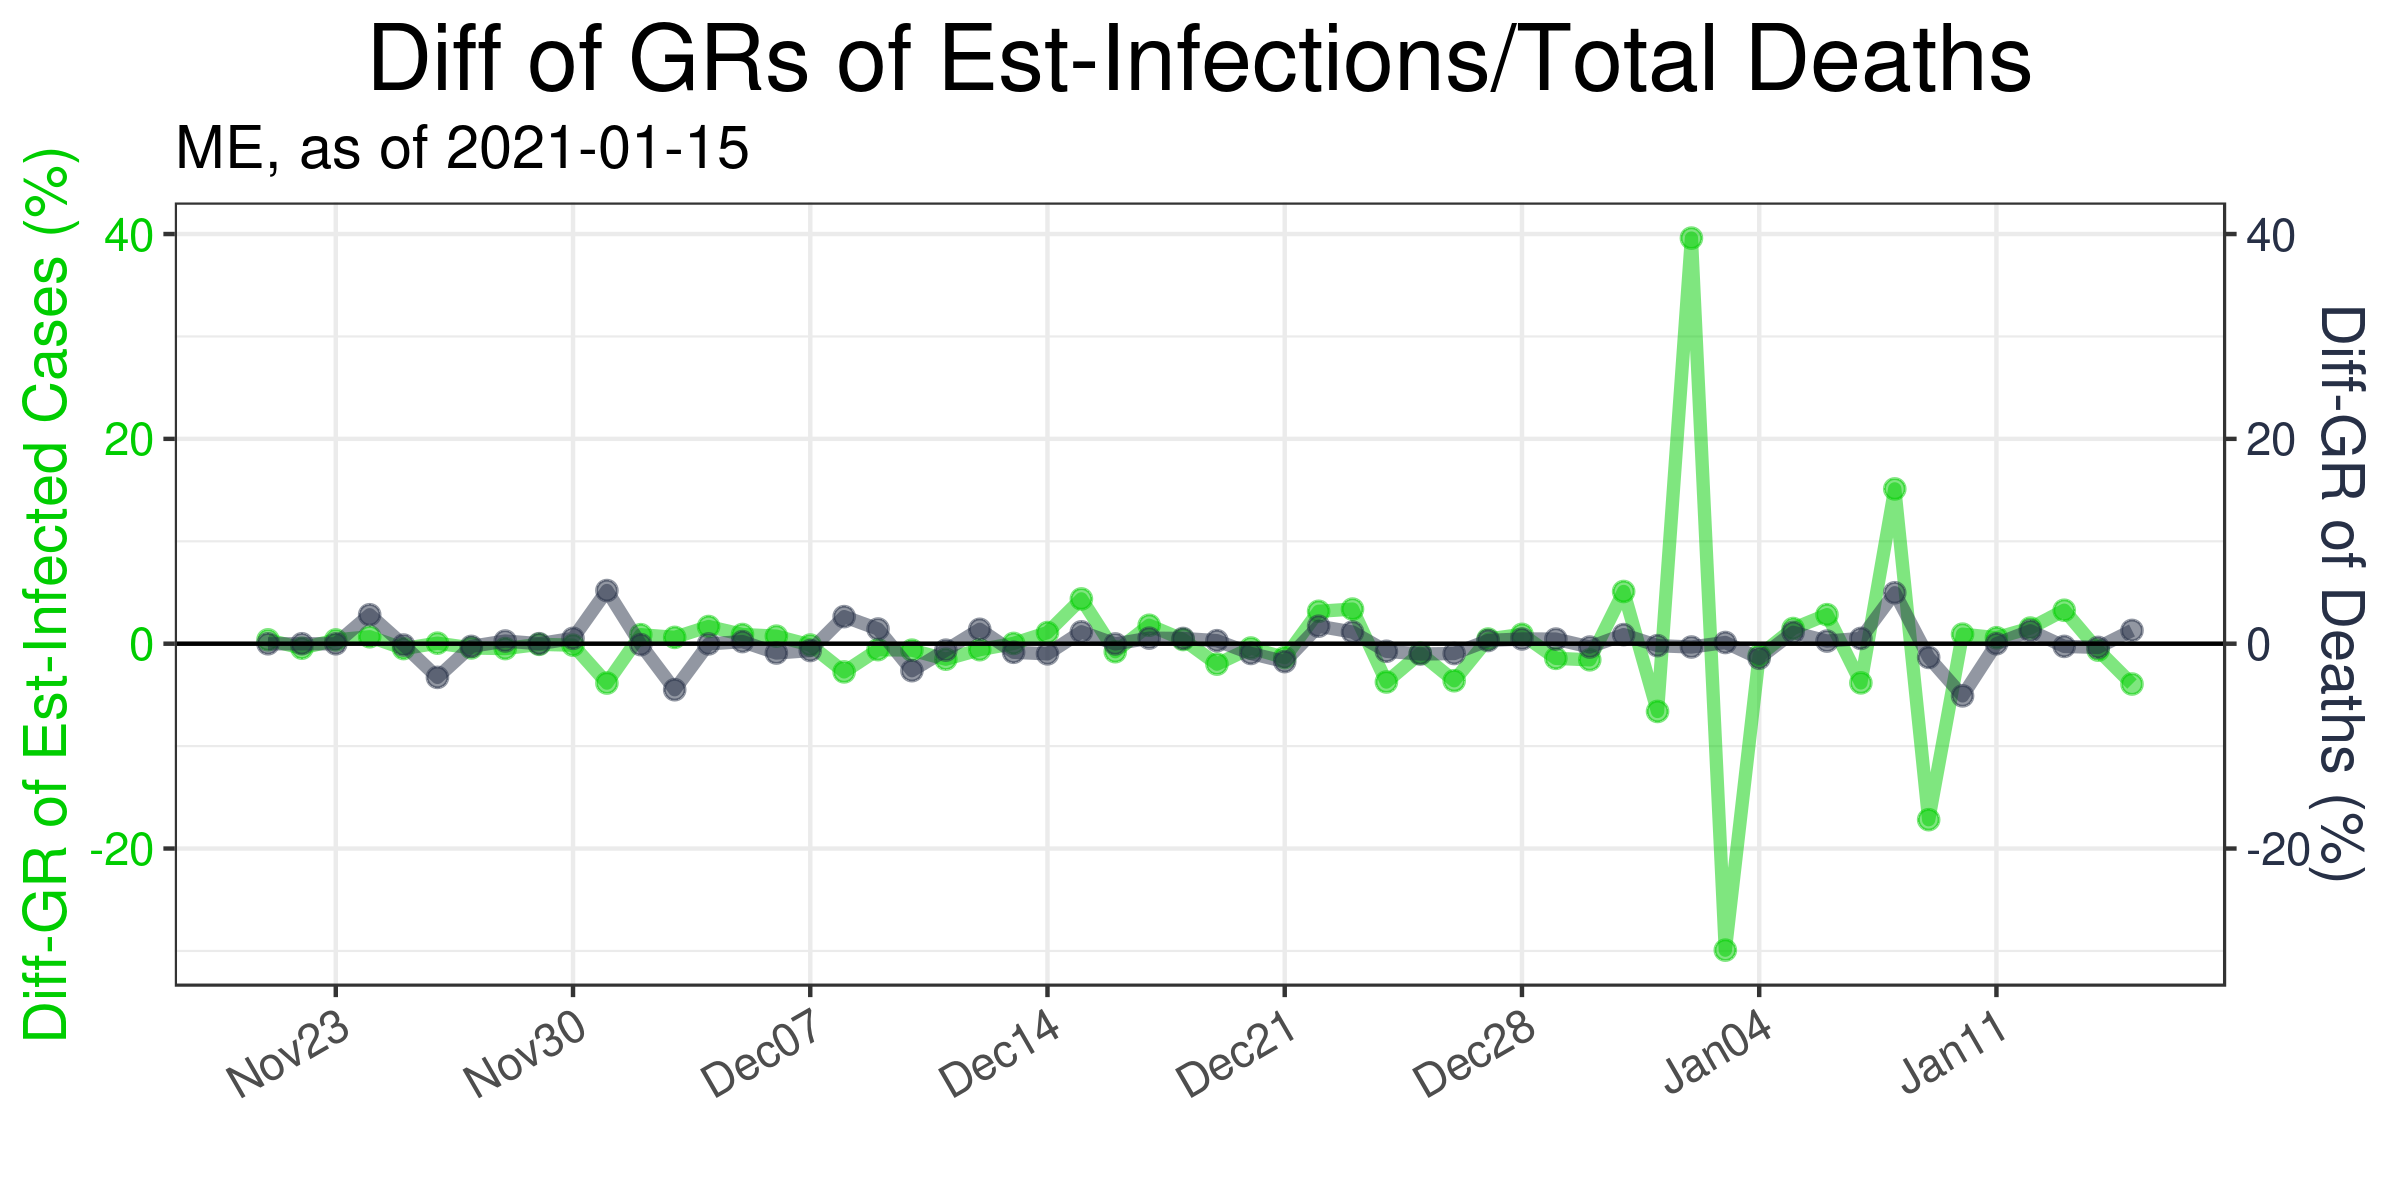 Diff of GRs of Est-Infections/Total Deaths
ME, as of 2021-01-15
Diff-GR of Est-Infected Cases (%)
40
20
0
-20
40
20
0
-20
Diff-GR of Deaths (%)
Nov23
Nov30
Dec07
Dec14
Dec21
Dec28
Jan04
Jan11